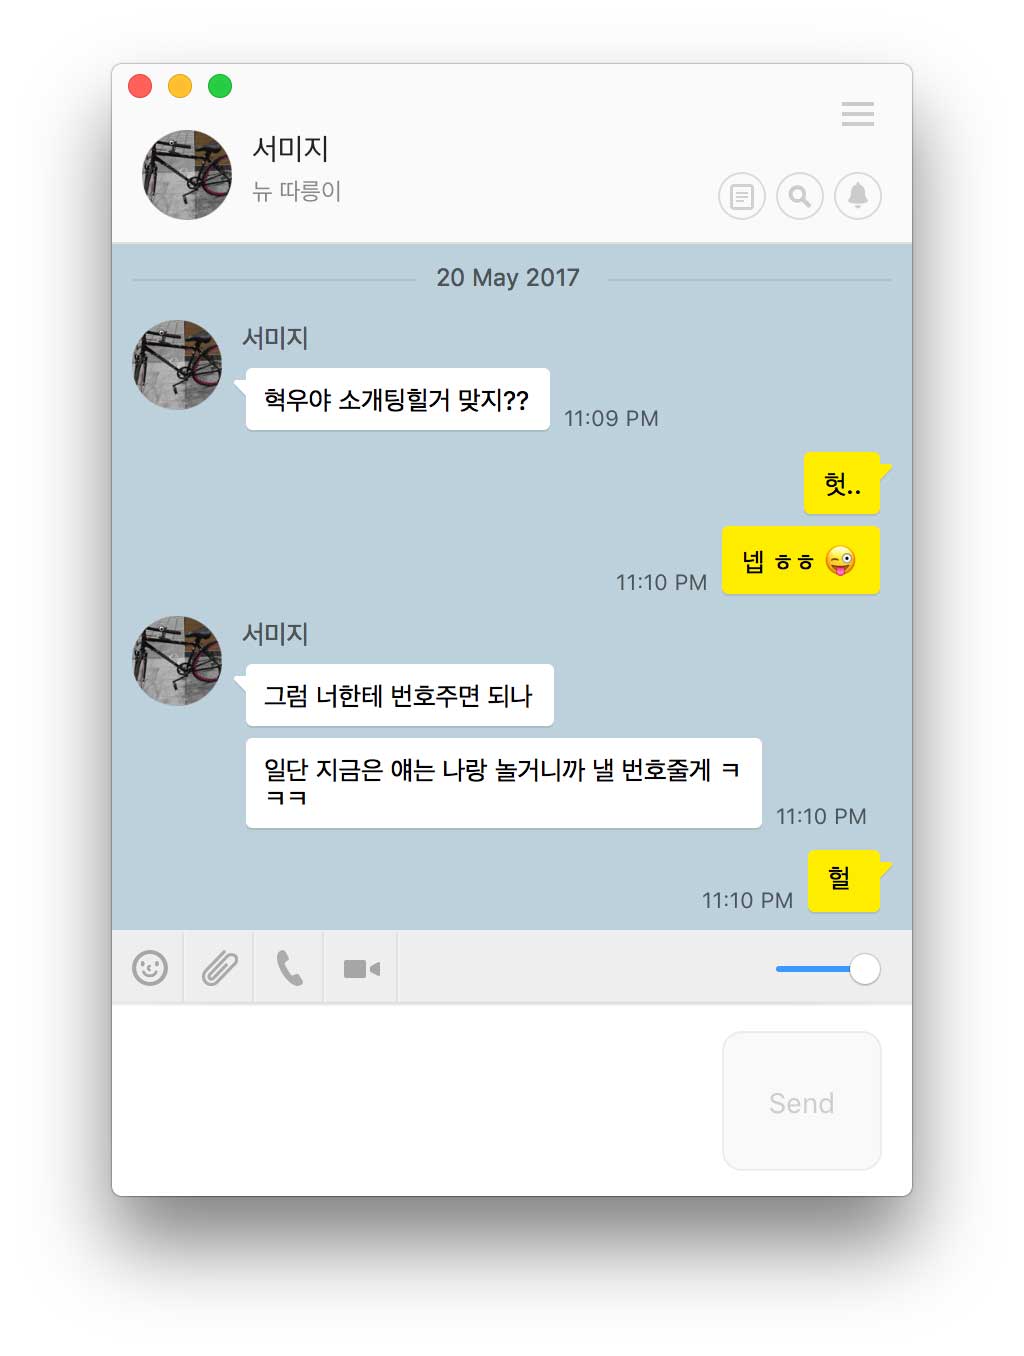 서미지
뉴 따릉이
20 May 2017
서미지
혁우야 소개팅힐거 맞지??
11:09 PM
헛..
넵 ㅎㅎ 😜
11:10 PM
서미지
그럼 너한테 번호주면 되나
일단 지금은 얘는 나랑 놀거니까 낼 번호줄게 ㅋ
ㅋㅋ
11:10 PM
헐
11:10 PM
Send